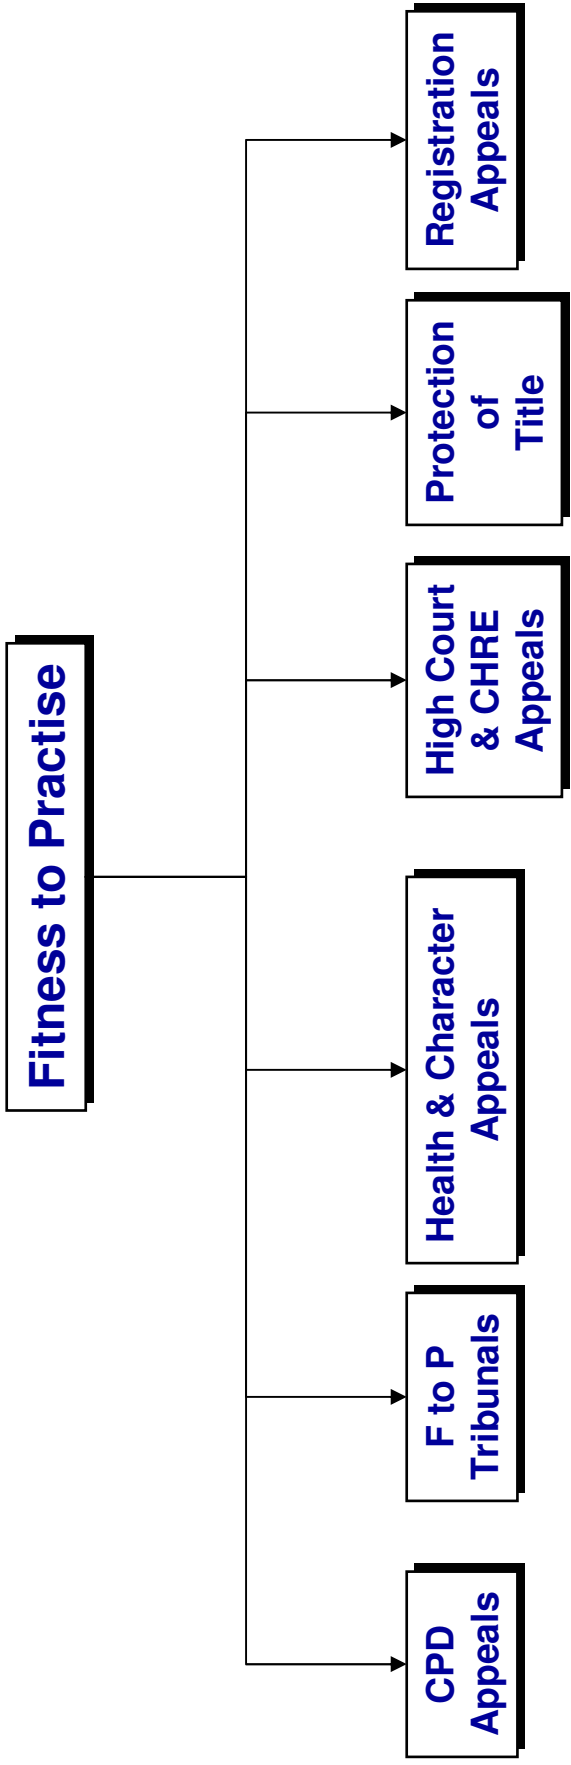 Fitness to Practise
CPD
Appeals
F to P
Tribunals
Health & Character
Appeals
High Court
& CHRE
Appeals
Protection
of
Title
Registration
Appeals